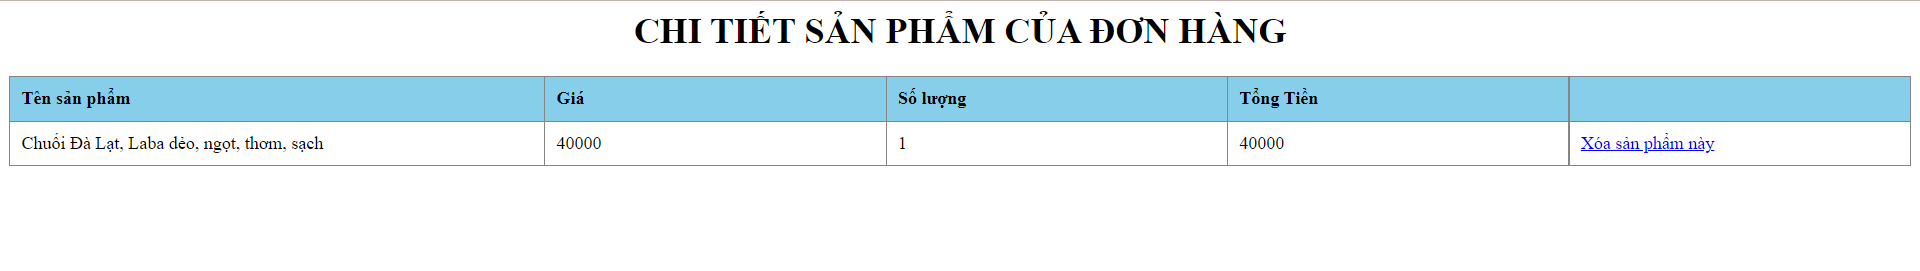 CHI TIẾT SẢN PHẨM CỦA ĐƠN HÀNG
Tên sản phẩm Giá Số lượng Tổng Tiền
Chuối Đà Lạt, Laba dẻo, ngọt, thơm, sạch 40000 1 40000 Xóa sản phẩm này